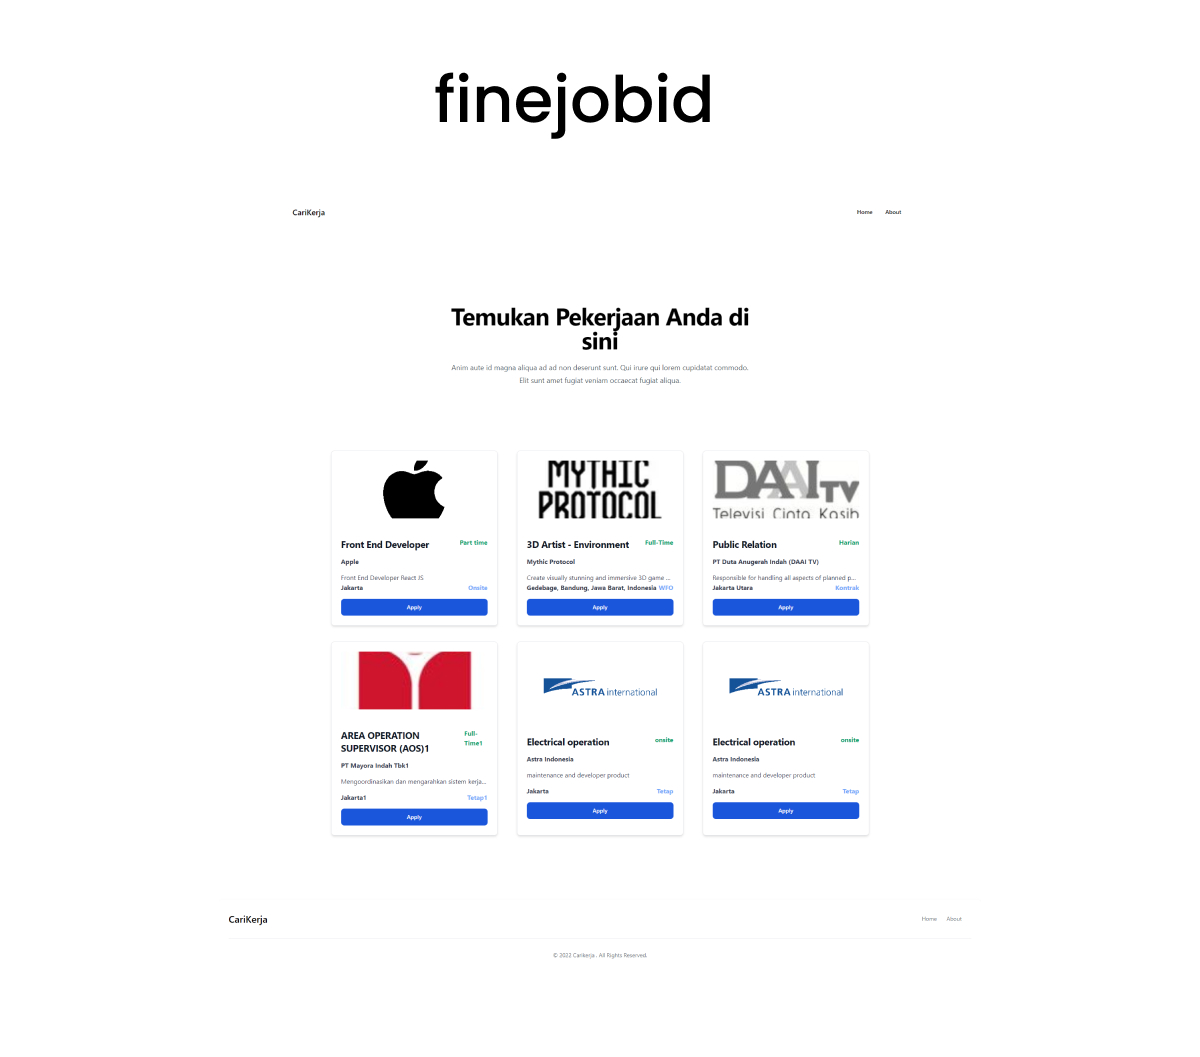 finejobid
CariKerja
Home About
Temukan Pekerjaan Anda di
sini
Anim aute id magna aliqua ad ad non deserunt sunt. Qui irure qui lorem cupidatat commodo.
Elit sunt amet fugiat veniam occaecat fugiat aliqua.
Front End Developer
Part time
Apple
Front End Developer React JS
Jakarta
Onsite
Apply
MYTHIC
PROTOCOL
3D Artist - Environment
Full-Time
Mythic Protocol
Create visually stunning and immersive 3D game ...
Gedebage, Bandung, Jawa Barat, Indonesia
WFO
Apply
DAAI TV
Televisi Cinta Kasih
Public Relation
Harian
PT Duta Anugerah Indah (DAAI TV)
Responsible for handling all aspects of planned p...
Jakarta Utara
Kontrak
Apply
AREA OPERATION
SUPERVISOR (AOS)1
Full-
Time1
PT Mayora Indah Tbk1
Mengoordinasikan dan mengarahkan sistem kerja...
Jakarta1
Tetap1
Apply
ASTRA international
Electrical operation
onsite
Astra Indonesia
maintenance and developer product
Jakarta
Tetap
Apply
ASTRA international
Electrical operation
onsite
Astra Indonesia
maintenance and developer product
Jakarta
Tetap
Apply
CariKerja
Home About
© 2022 Carikerja . All Rights Reserved.